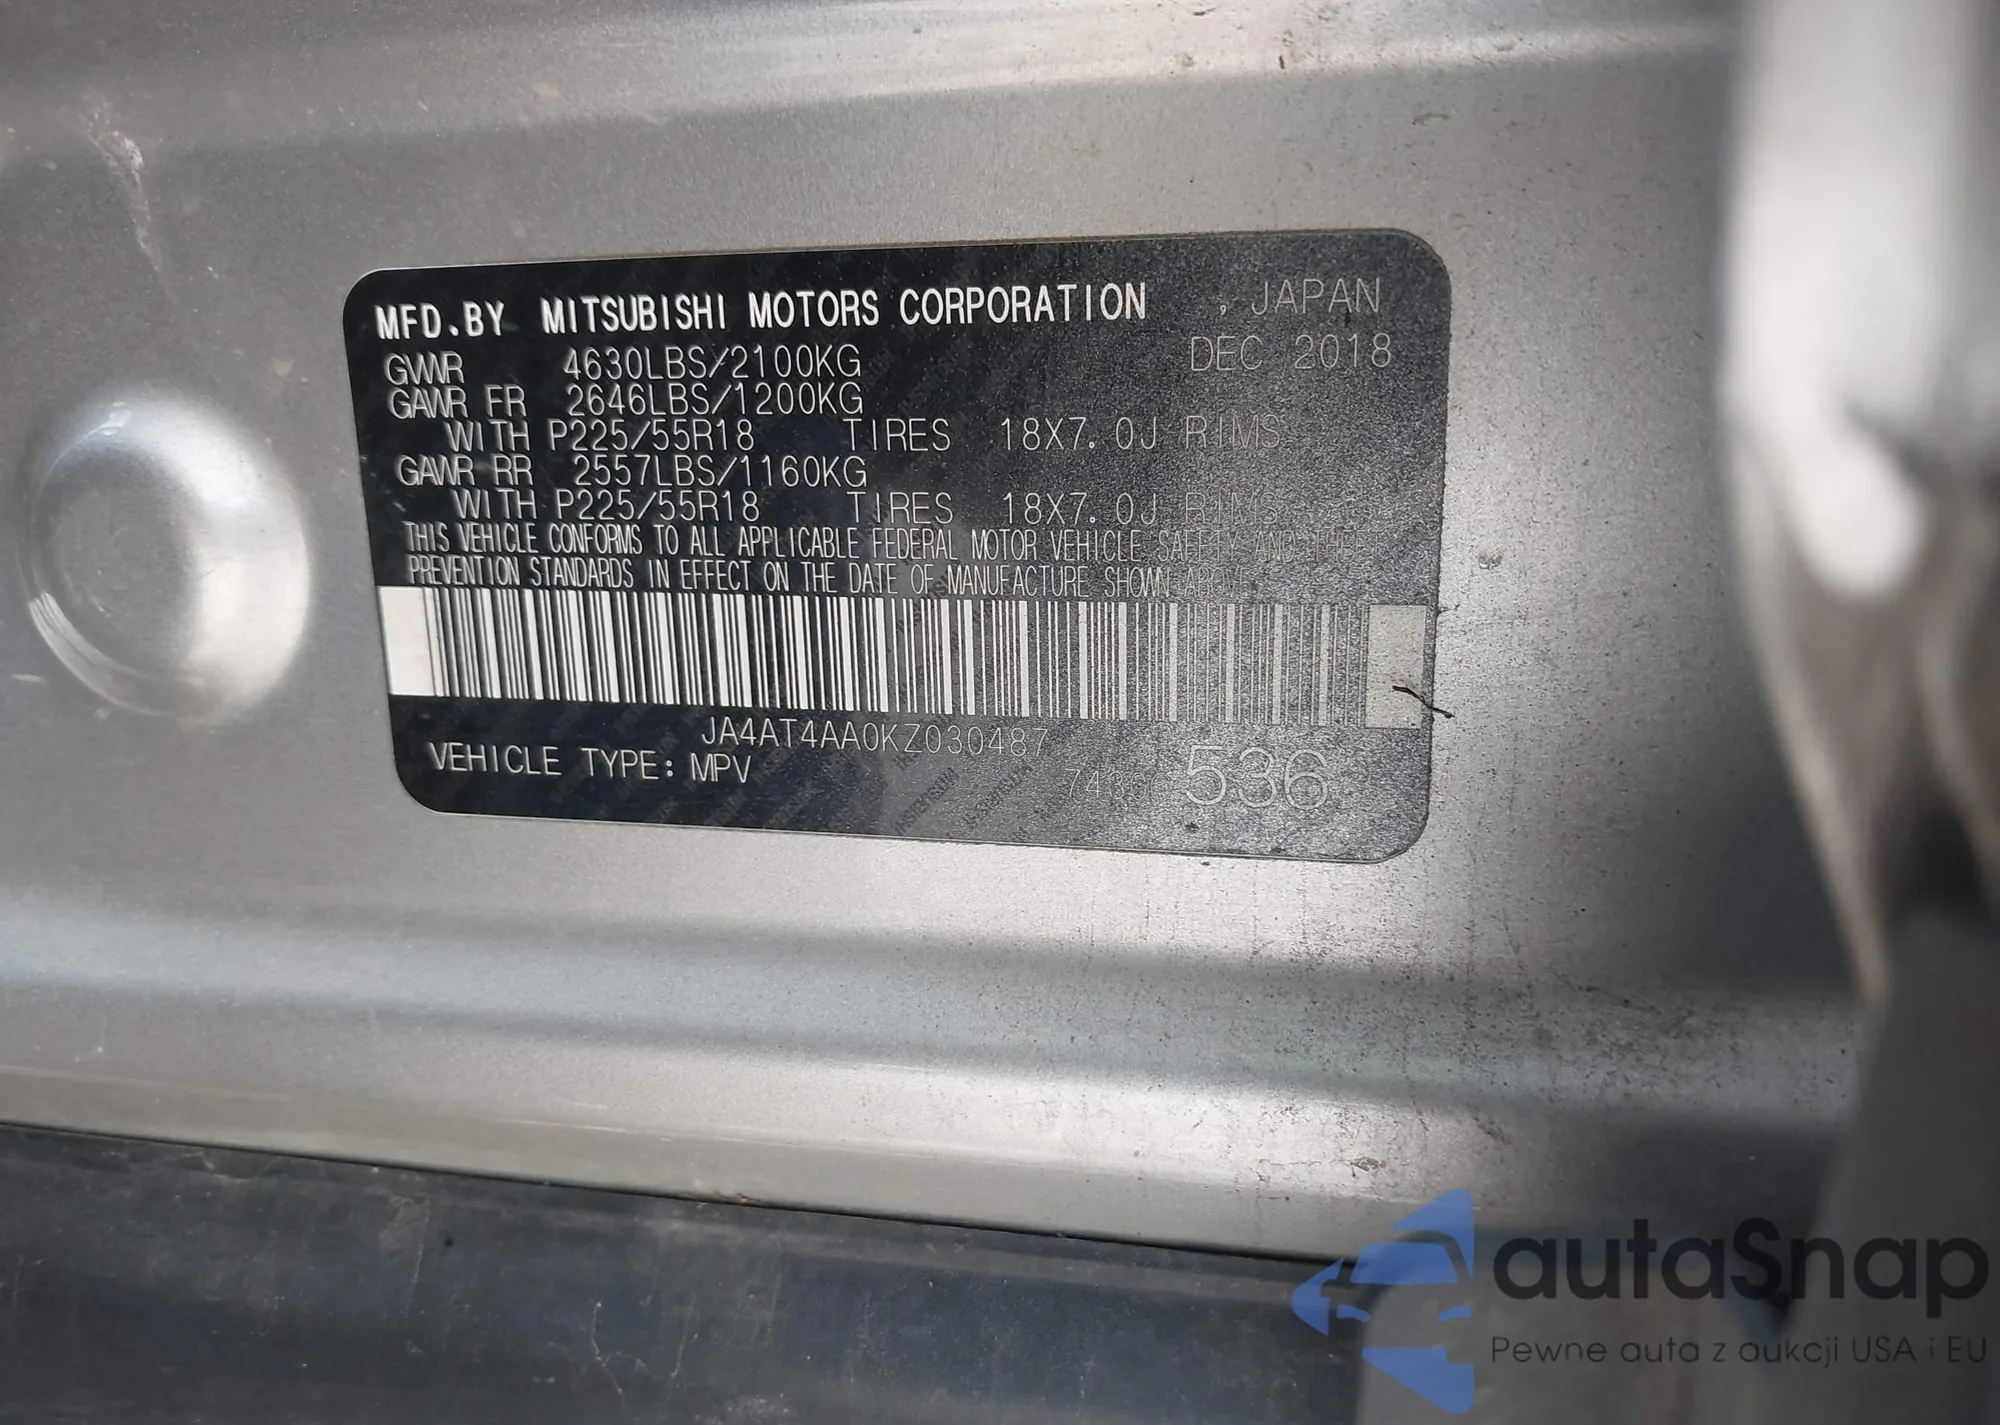 MFD.BY MITSUBISHI MOTORS CORPORATION , JAPAN
GVWR 4630LBS/2100KG DEC 2018
GAWR FR 2646LBS/1200KG
WITH P225/55R18 TIRES 18X7.0J RIMS
GAWR RR 2557LBS/1160KG
WITH P225/55R18 TIRES 18X7.0J RIMS
THIS VEHICLE CONFORMS TO ALL APPLICABLE FEDERAL MOTOR VEHICLE SAFETY AND THEFT
PREVENTION STANDARDS IN EFFECT ON THE DATE OF MANUFACTURE SHOWN ABOVE.
JA4AT4AA0KZ030487
VEHICLE TYPE: MPV 536
autaSnap
Pewne auta z aukcji USA i EU